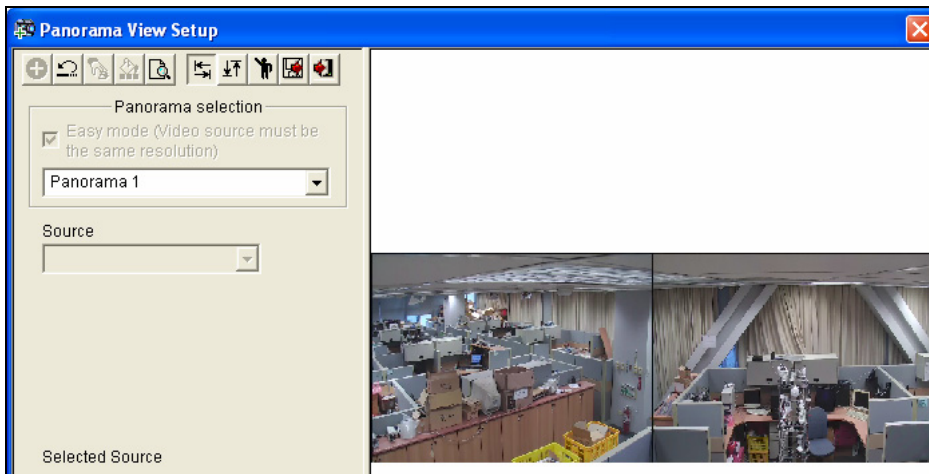 Panorama View Setup
Panorama selection
Easy mode (Video source must be
the same resolution)
Panorama 1
Source
Selected Source